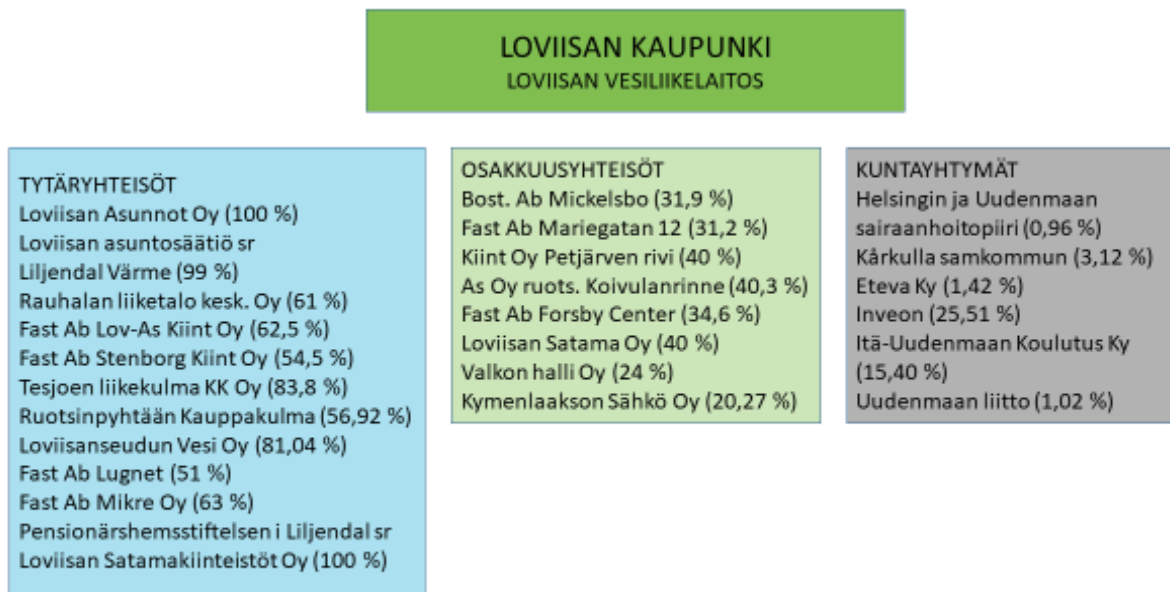 LOVIISAN KAUPUNKI
LOVIISAN VESILIIKELAITOS
TYTÄRYHTEISÖT
Loviisan Asunnot Oy (100 %)
Loviisan asuntosäätiö sr
Liljendal Värme (99 %)
Rauhalan liiketalo kesk. Oy (61 %)
Fast Ab Lov-As Kiint Oy (62,5 %)
Fast Ab Stenborg Kiint Oy (54,5 %)
Tesjoen liikekulma KK Oy (83,8 %)
Ruotsinpyhtään Kauppakulma (56,92 %)
Loviisanseudun Vesi Oy (81,04 %)
Fast Ab Lugnet (51 %)
Fast Ab Mikre Oy (63 %)
Pensionärshemsstiftelsen i Liljendal sr
Loviisan Satamakiinteistöt Oy (100 %)
OSAKKUUSYHTEISÖT
Bost. Ab Mickelsbo (31,9 %)
Fast Ab Mariegatan 12 (31,2 %)
Kiint Oy Petjärven rivi (40 %)
As Oy ruots. Koivulanrinne (40,3 %)
Fast Ab Forsby Center (34,6 %)
Loviisan Satama Oy (40 %)
Valkon halli Oy (24 %)
Kymenlaakson Sähkö Oy (20,27 %)
KUNTAYHTYMÄT
Helsingin ja Uudenmaan
sairaanhoitopiiri (0,96 %)
Kårkulla samkommun (3,12 %)
Eteva Ky (1,42 %)
Inveon (25,51 %)
Itä-Uudenmaan Koulutus Ky
(15,40 %)
Uudenmaan liitto (1,02 %)